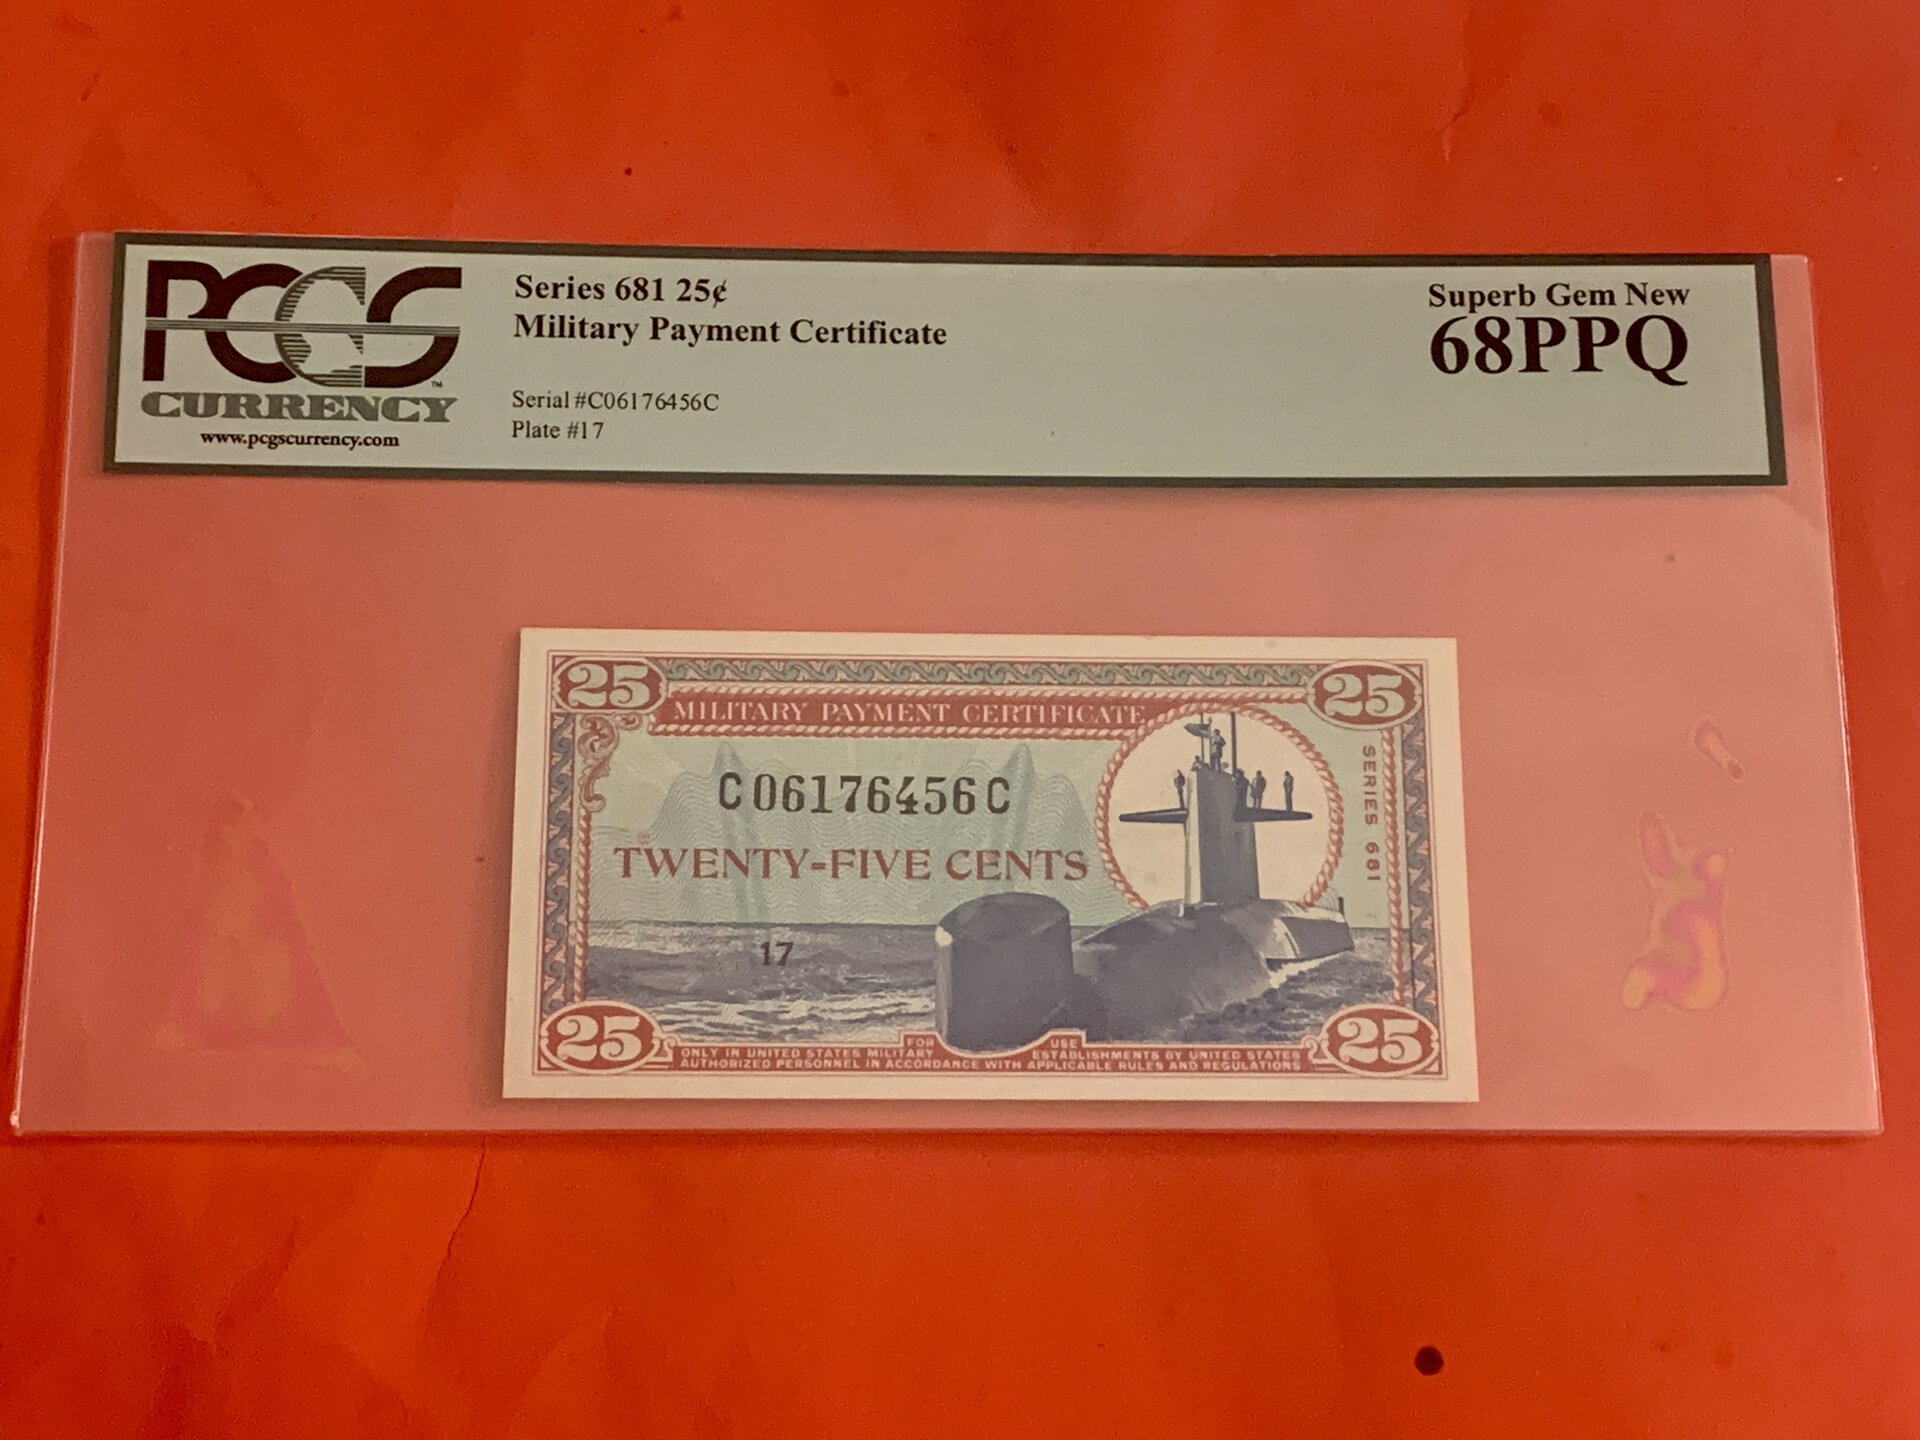 PCGS
™
CURRENCY
www.pcgscurrency.com
Series 681 25¢
Military Payment Certificate
Serial #C06176456C
Plate #17
Superb Gem New
68PPQ
25
25
MILITARY PAYMENT CERTIFICATE
SERIES 681
C06176456C
TWENTY-FIVE CENTS
17
25
25
FOR USE
ONLY IN UNITED STATES MILITARY ESTABLISHMENTS BY UNITED STATES
AUTHORIZED PERSONNEL IN ACCORDANCE WITH APPLICABLE RULES AND REGULATIONS